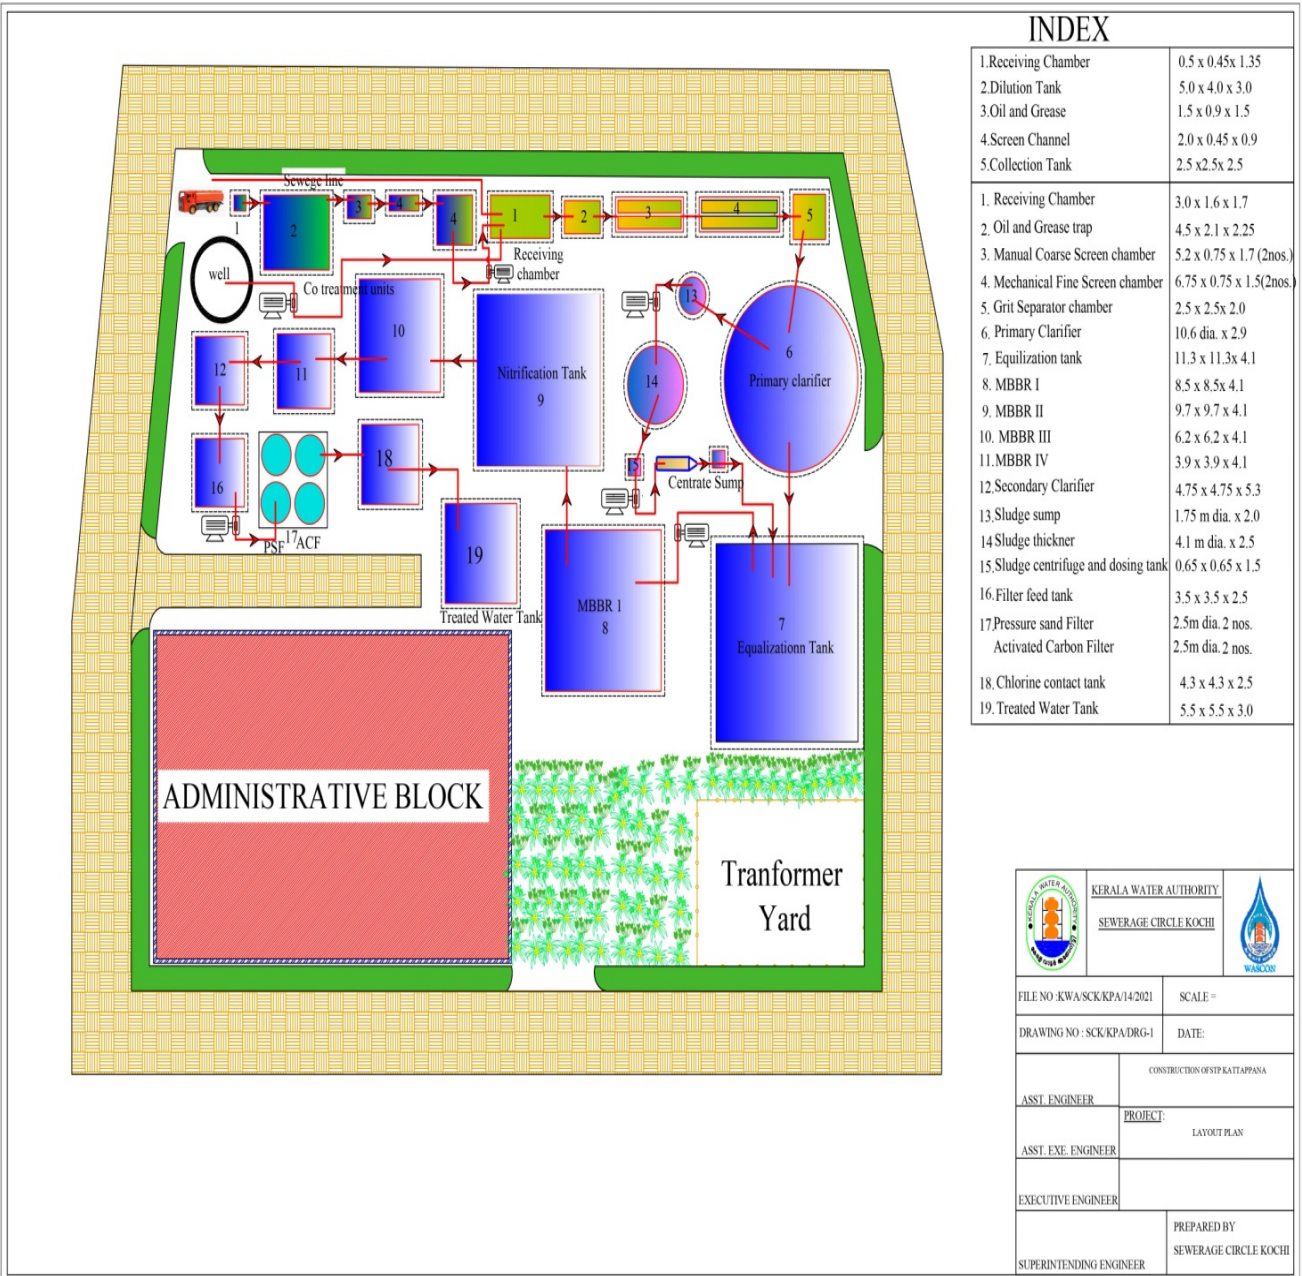 INDEX
1.Receiving Chamber 0.5 x 0.45x 1.35
2.Dilution Tank 5.0 x 4.0 x 3.0
3.Oil and Grease 1.5 x 0.9 x 1.5
4.Screen Channel 2.0 x 0.45 x 0.9
5.Collection Tank 2.5 x2.5x 2.5
1. Receiving Chamber 3.0 x 1.6 x 1.7
2. Oil and Grease trap 4.5 x 2.1 x 2.25
3. Manual Coarse Screen chamber 5.2 x 0.75 x 1.7 (2nos.)
4. Mechanical Fine Screen chamber 6.75 x 0.75 x 1.5(2nos.)
5. Grit Separator chamber 2.5 x 2.5x 2.0
6. Primary Clarifier 10.6 dia. x 2.9
7. Equilization tank 11.3 x 11.3x 4.1
8. MBBR I 8.5 x 8.5x 4.1
9. MBBR II 9.7 x 9.7 x 4.1
10. MBBR III 6.2 x 6.2 x 4.1
11.MBBR IV 3.9 x 3.9 x 4.1
12.Secondary Clarifier 4.75 x 4.75 x 5.3
13.Sludge sump 1.75 m dia. x 2.0
14 Sludge thickner 4.1 m dia. x 2.5
15.Sludge centrifuge and dosing tank 0.65 x 0.65 x 1.5
16.Filter feed tank 3.5 x 3.5 x 2.5
17.Pressure sand Filter 2.5m dia. 2 nos.
Activated Carbon Filter 2.5m dia. 2 nos.
18. Chlorine contact tank 4.3 x 4.3 x 2.5
19. Treated Water Tank 5.5 x 5.5 x 3.0
Sewege line
1
2
3
4
4
1
2
3
4
5
Receiving
chamber
well
Co treatment units
10
13
6
Primary clarifier
Nitrification Tank
9
14
12
11
18
16
15
Centrate Sump
PSF
17
ACF
19
Treated Water Tank
MBBR 1
8
7
Equalizationn Tank
ADMINISTRATIVE BLOCK
Tranformer
Yard
KERALA WATER AUTHORITY
KERALA WATER AUTHORITY
SEWERAGE CIRCLE KOCHI
WASCON
FILE NO :KWA/SCK/KPA/14/2021 SCALE =
DRAWING NO : SCK/KPA/DRG-1 DATE:
CONSTRUCTION OFSTP KATTAPPANA
ASST. ENGINEER
PROJECT:
LAYOUT PLAN
ASST. EXE. ENGINEER
EXECUTIVE ENGINEER
PREPARED BY
SEWERAGE CIRCLE KOCHI
SUPERINTENDING ENGINEER